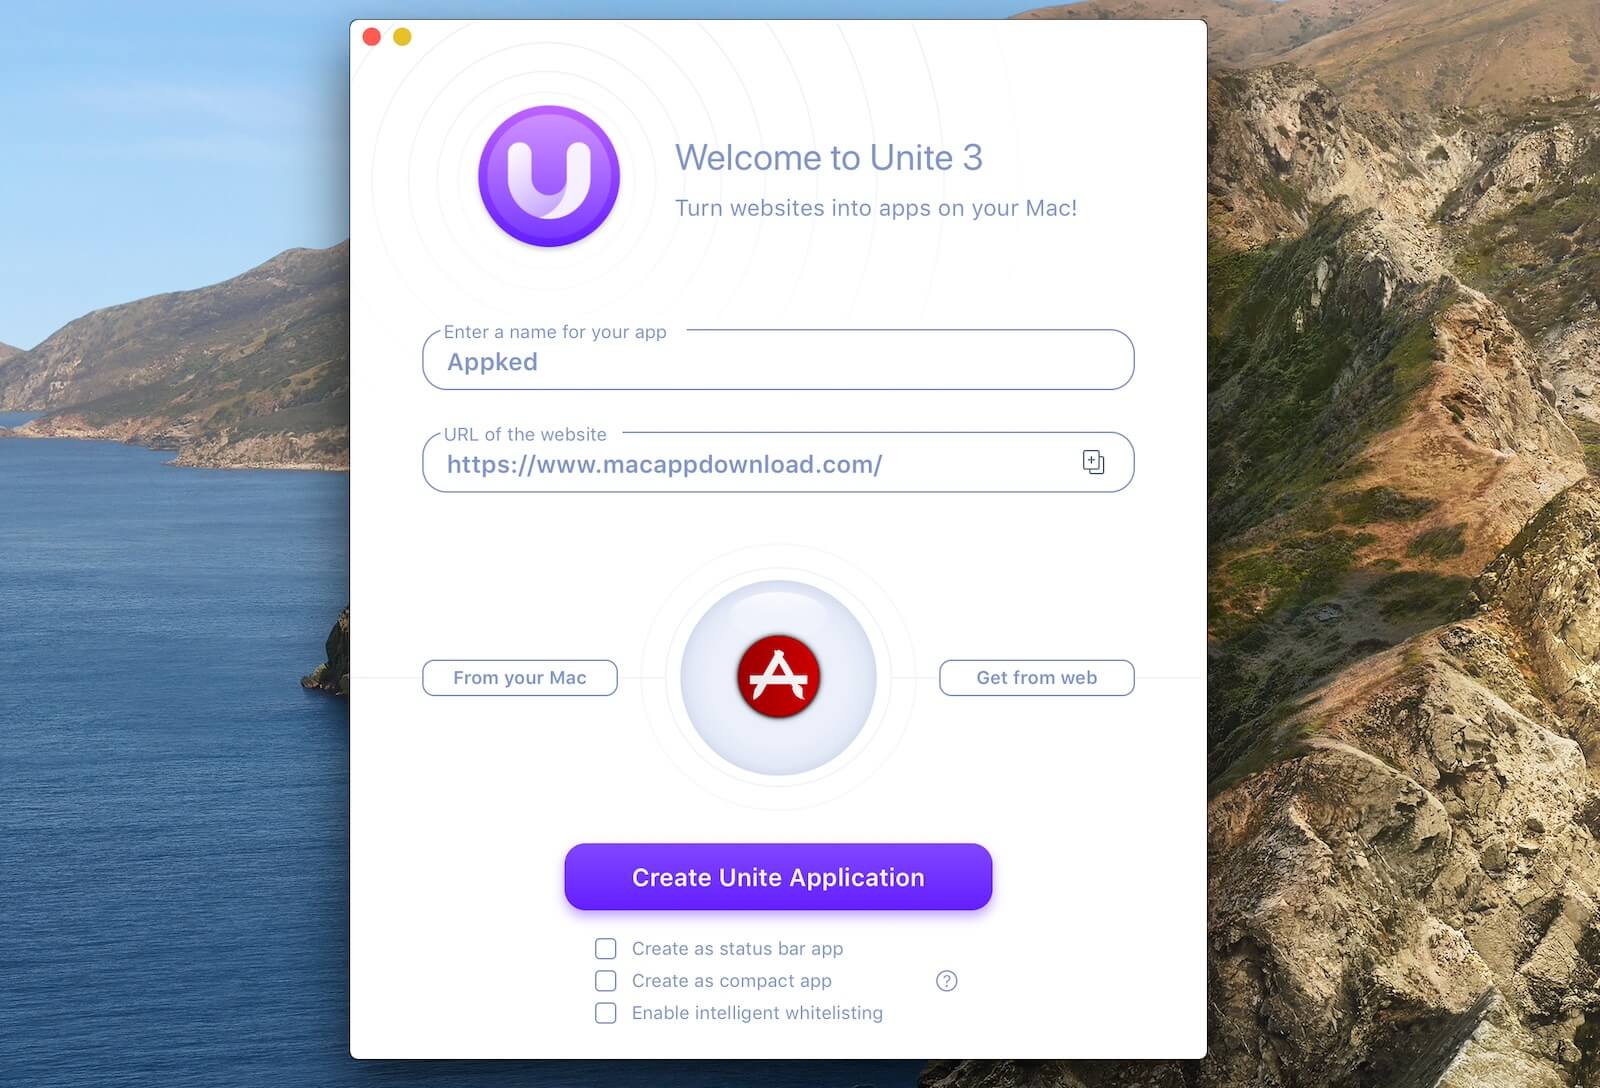 Welcome to Unite 3
Turn websites into apps on your Mac!
Enter a name for your app
Appked
URL of the website
https://www.macappdownload.com/
From your Mac
Get from web
Create Unite Application
Create as status bar app
Create as compact app
?
Enable intelligent whitelisting